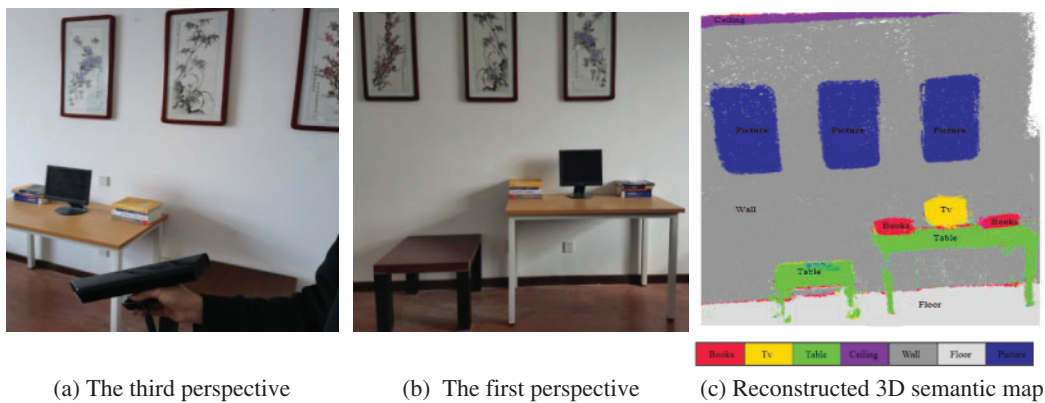 Ceiling
Picture Picture Picture
Wall
Tv
Books Books
Table
Table
Floor
Books Tv Table Ceiling Wall Floor Picture
(a) The third perspective
(b) The first perspective
(c) Reconstructed 3D semantic map